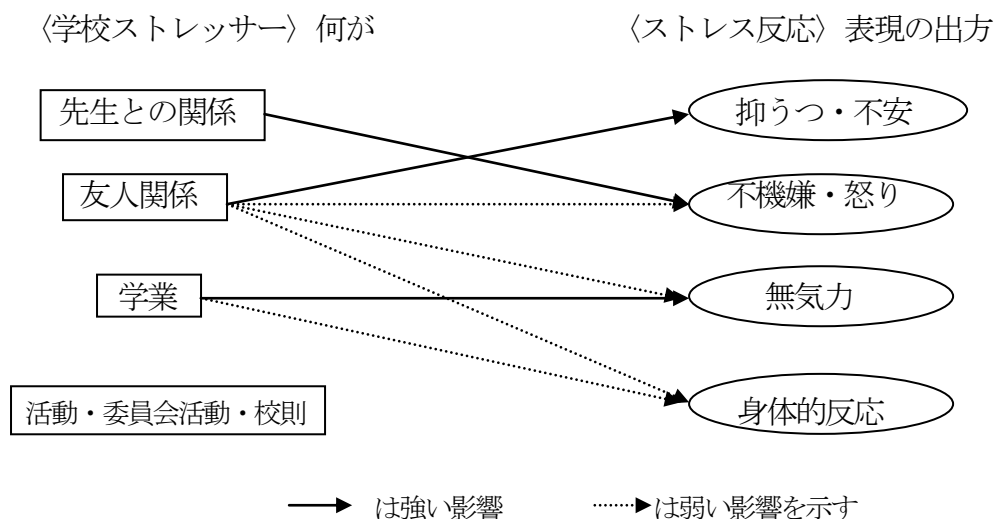 〈学校ストレッサー〉何が
〈ストレス反応〉表現の出方
先生との関係
抑うつ・不安
友人関係
不機嫌・怒り
学業
無気力
活動・委員会活動・校則
身体的反応
は強い影響
は弱い影響を示す